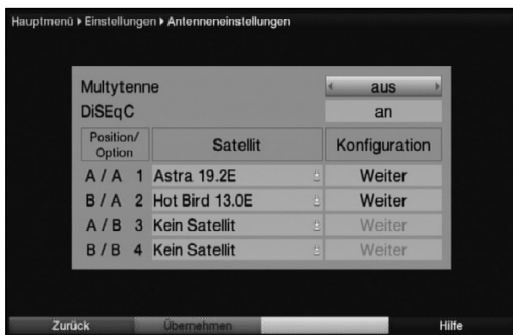 Hauptmenü ▸ Einstellungen ▸ Antenneneinstellungen
Multytenne aus
DiSEqC an
Position/ Option Satellit Konfiguration
A / A 1 Astra 19.2E Weiter
B / A 2 Hot Bird 13.0E Weiter
A / B 3 Kein Satellit Weiter
B / B 4 Kein Satellit Weiter
Zurück Übernehmen Hilfe